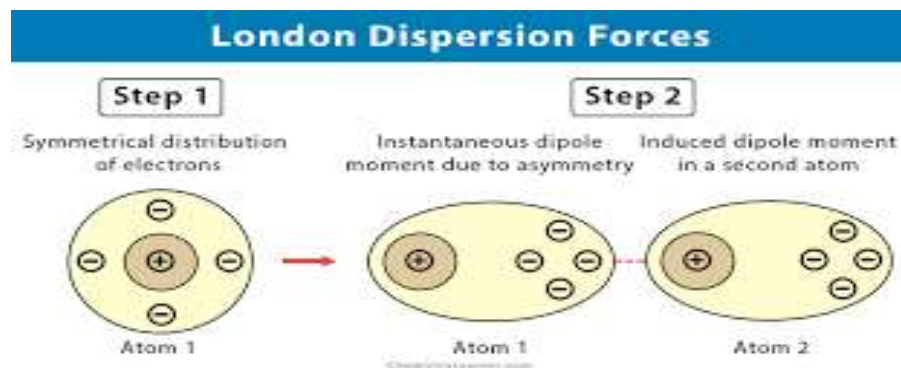 London Dispersion Forces
Step 1
Symmetrical distribution
of electrons
Atom 1
Step 2
Instantaneous dipole
moment due to asymmetry
Induced dipole moment
in a second atom
Atom 1
Atom 2